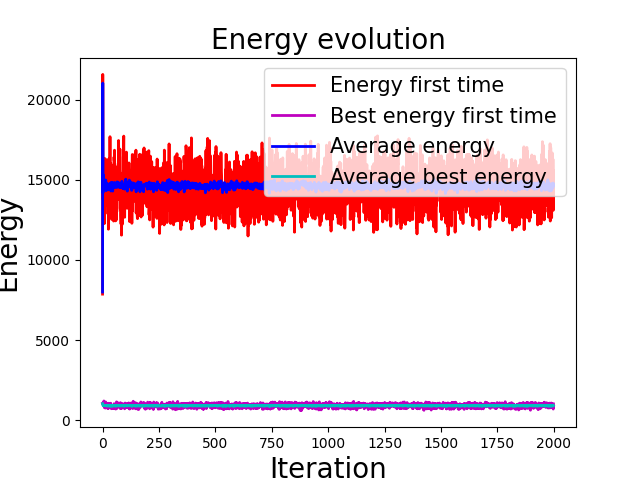 Energy evolution
Energy first time
Best energy first time
Average energy
Average best energy
20000
15000
10000
5000
0
Energy
0 250 500 750 1000 1250 1500 1750 2000
Iteration